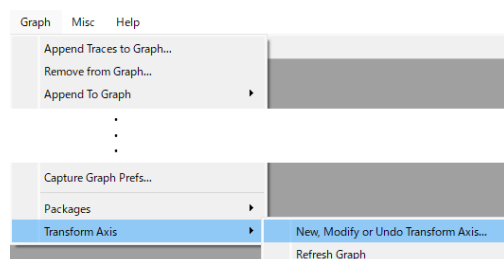 Graph Misc Help
Append Traces to Graph...
Remove from Graph...
Append To Graph
Capture Graph Prefs...
Packages
Transform Axis
New, Modify or Undo Transform Axis...
Refresh Graph